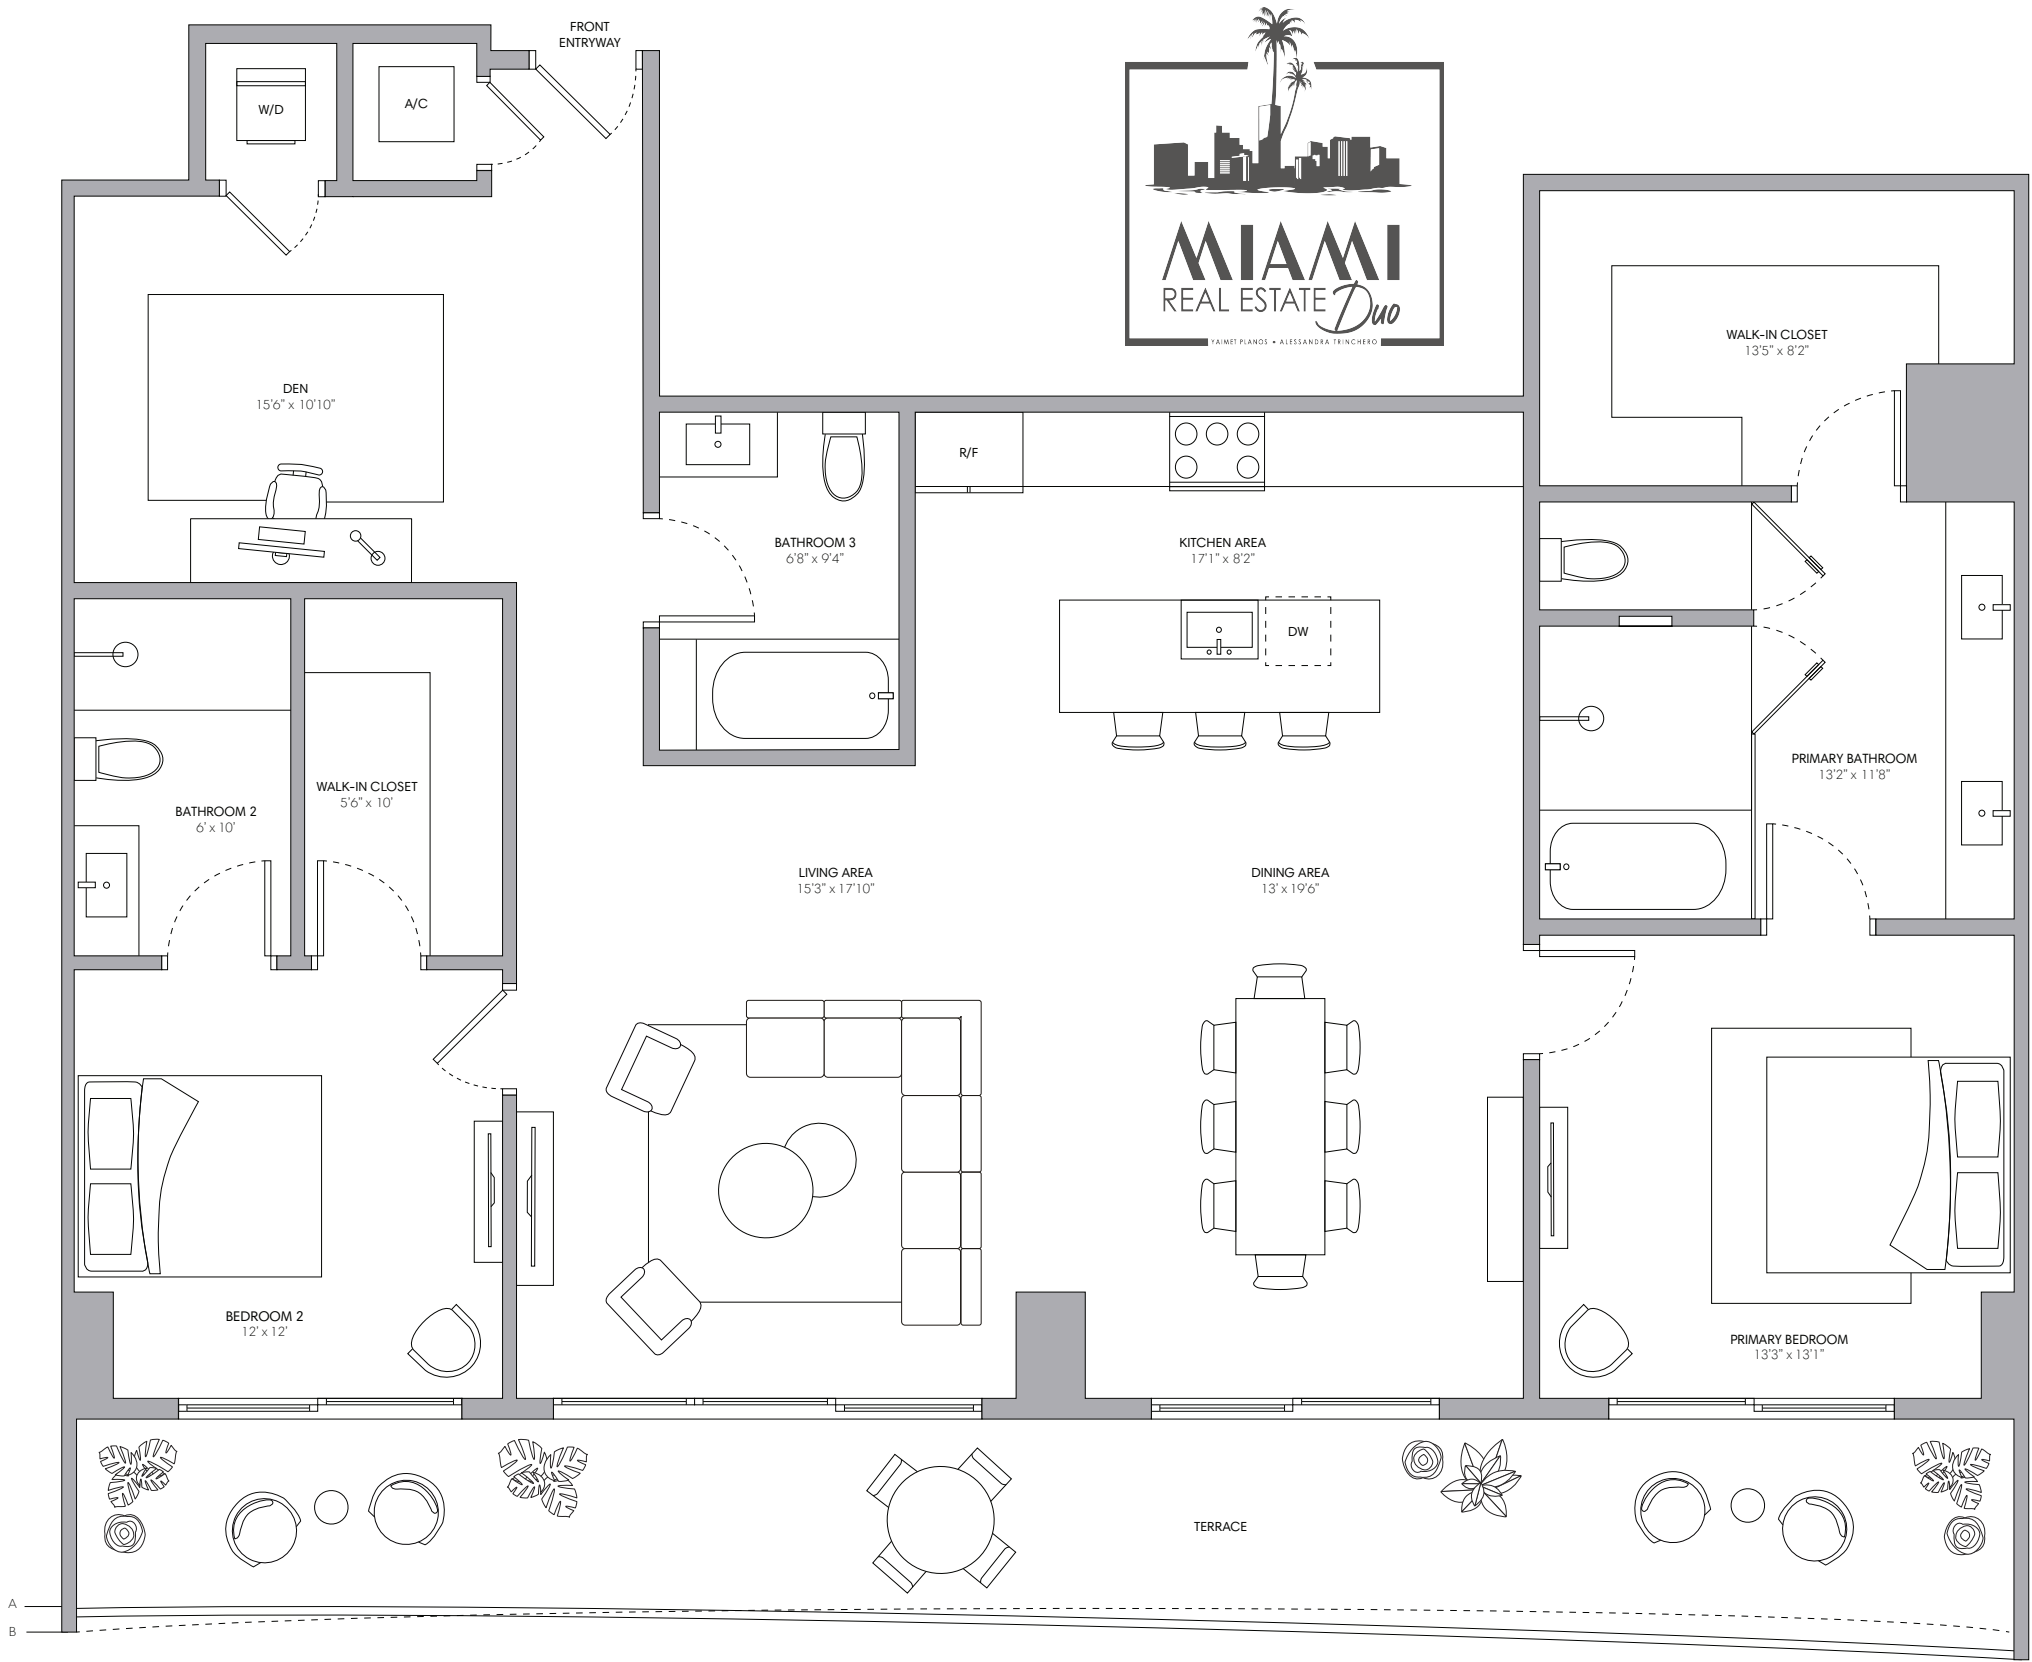 FRONT
ENTRYWAY
W/D
A/C
MIAMI
REAL ESTATE Duo
YAIMET PLANOS • ALESSANDRA TRINCHERO
WALK-IN CLOSET
13'5" x 8'2"
DEN
15'6" x 10'10"
R/F
BATHROOM 3
6'8" x 9'4"
KITCHEN AREA
17'1" x 8'2"
DW
PRIMARY BATHROOM
13'2" x 11'8"
WALK-IN CLOSET
5'6" x 10'
BATHROOM 2
6' x 10'
LIVING AREA
15'3" x 17'10"
DINING AREA
13' x 19'6"
BEDROOM 2
12' x 12'
PRIMARY BEDROOM
13'3" x 13'1"
TERRACE
A
B